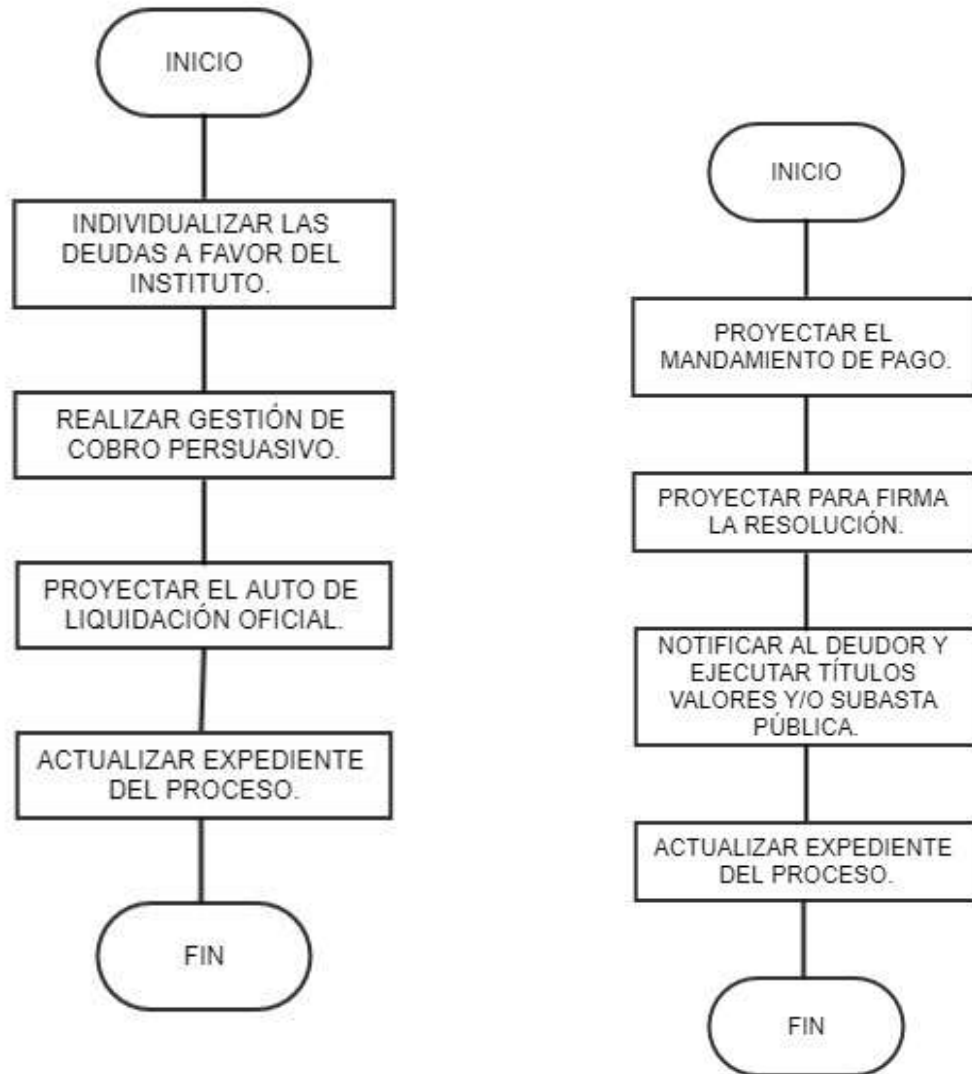 INICIO
INDIVIDUALIZAR LAS
DEUDAS A FAVOR DEL
INSTITUTO.
REALIZAR GESTIÓN DE
COBRO PERSUASIVO.
PROYECTAR EL AUTO DE
LIQUIDACIÓN OFICIAL.
ACTUALIZAR EXPEDIENTE
DEL PROCESO.
FIN
INICIO
PROYECTAR EL
MANDAMIENTO DE PAGO.
PROYECTAR PARA FIRMA
LA RESOLUCIÓN.
NOTIFICAR AL DEUDOR Y
EJECUTAR TÍTULOS
VALORES Y/O SUBASTA
PÚBLICA.
ACTUALIZAR EXPEDIENTE
DEL PROCESO.
FIN